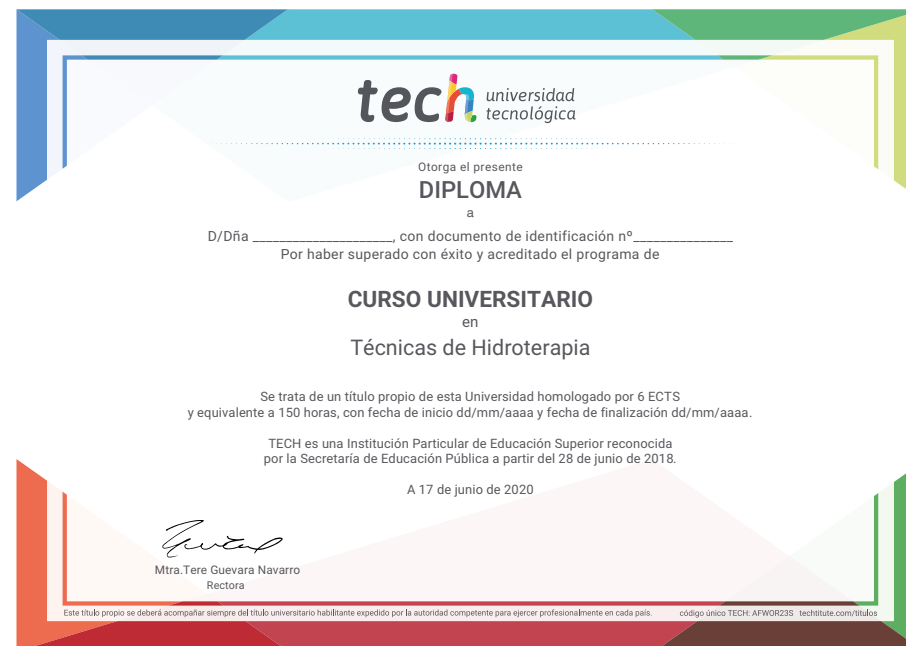 tech universidad
tecnológica
Otorga el presente
DIPLOMA
a
D/Dña _____________________, con documento de identificación nº_______________
Por haber superado con éxito y acreditado el programa de
CURSO UNIVERSITARIO
en
Técnicas de Hidroterapia
Se trata de un título propio de esta Universidad homologado por 6 ECTS
y equivalente a 150 horas, con fecha de inicio dd/mm/aaaa y fecha de finalización dd/mm/aaaa.
TECH es una Institución Particular de Educación Superior reconocida
por la Secretaría de Educación Pública a partir del 28 de junio de 2018.
A 17 de junio de 2020
Mtra.Tere Guevara Navarro
Rectora
Este título propio se deberá acompañar siempre del título universitario habilitante expedido por la autoridad competente para ejercer profesionalmente en cada país. código único TECH: AFWOR23S techtitute.com/titulos